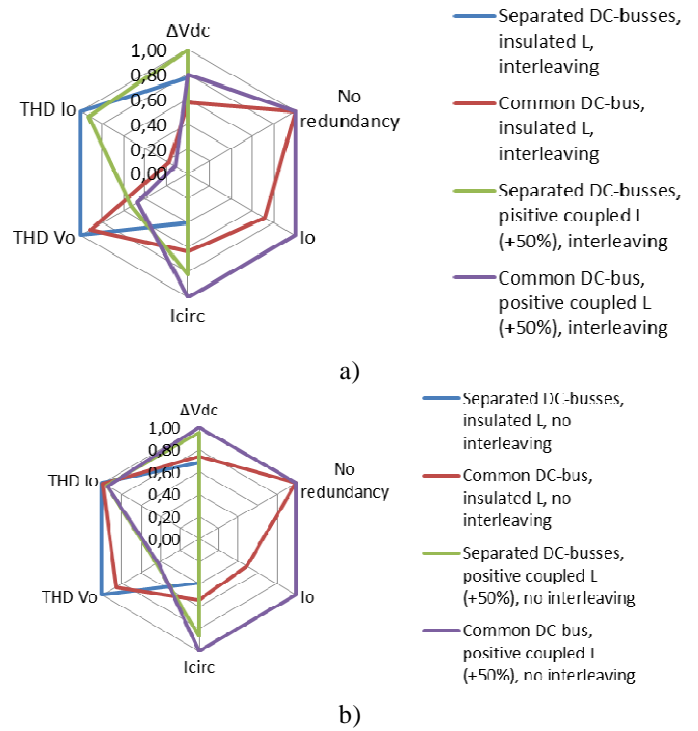 ΔVdc
1,00
0,80
0,60
0,40
0,20
0,00
No
redundancy
Io
Icirc
THD Vo
THD Io
Separated DC-busses,
insulated L,
interleaving
Common DC-bus,
insulated L,
interleaving
Separated DC-busses,
pisitive coupled L
(+50%), interleaving
Common DC-bus,
positive coupled L
(+50%), interleaving
a)
ΔVdc
1,00
0,80
0,60
0,40
0,20
0,00
No
redundancy
Io
Icirc
THD Vo
THD Io
Separated DC-busses,
insulated L, no
interleaving
Common DC-bus,
insulated L, no
interleaving
Separated DC-busses,
positive coupled L
(+50%), no interleaving
Common DC bus,
positive coupled L
(+50%), no interleaving
b)